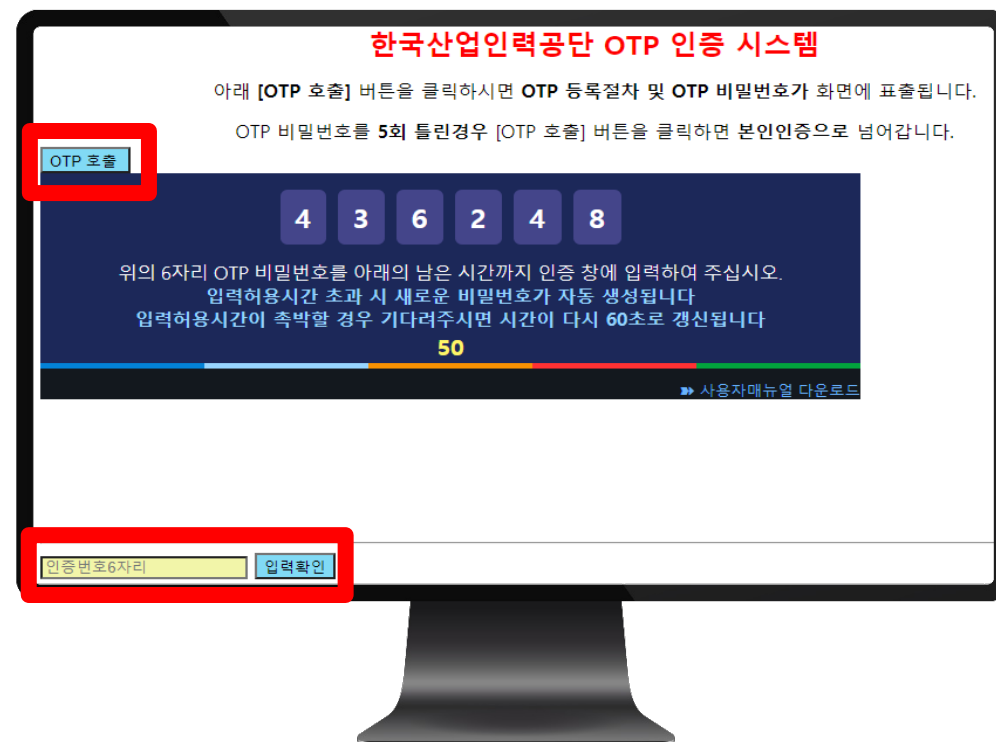 한국산업인력공단 OTP 인증 시스템
아래 [OTP 호출] 버튼을 클릭하시면 OTP 등록절차 및 OTP 비밀번호가 화면에 표출됩니다.
OTP 비밀번호를 5회 틀린경우 [OTP 호출] 버튼을 클릭하면 본인인증으로 넘어갑니다.
OTP 호출
4 3 6 2 4 8
위의 6자리 OTP 비밀번호를 아래의 남은 시간까지 인증 창에 입력하여 주십시오.
입력허용시간 초과 시 새로운 비밀번호가 자동 생성됩니다
입력허용시간이 촉박할 경우 기다려주시면 시간이 다시 60초로 갱신됩니다
50
➽ 사용자매뉴얼 다운로드
인증번호6자리 입력확인